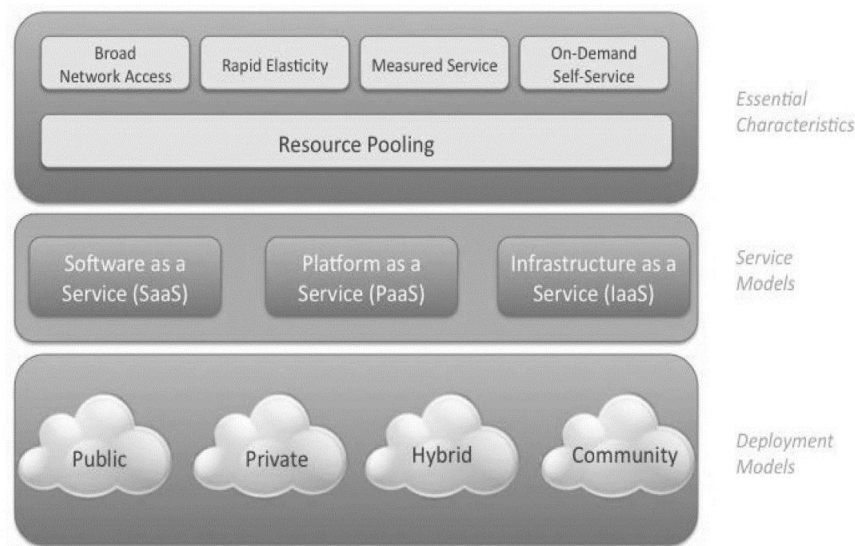 Broad
Network Access
Rapid Elasticity
Measured Service
On-Demand
Self-Service
Resource Pooling
Essential
Characteristics
Software as a
Service (SaaS)
Platform as a
Service (PaaS)
Infrastructure as a
Service (IaaS)
Service
Models
Public
Private
Hybrid
Community
Deployment
Models